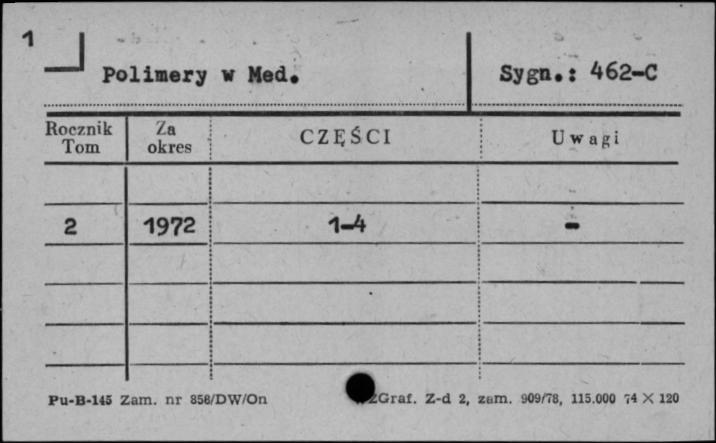 1
Polimery w Med.
Sygn.: 462-C
Rocznik Tom
Za okres
CZĘŚCI
Uwagi
2 1972 1-4 -
Pu-B-145 Zam. nr 858/DW/On
ZGraf. Z-d 2, zam. 909/78, 115.000 74 X 120